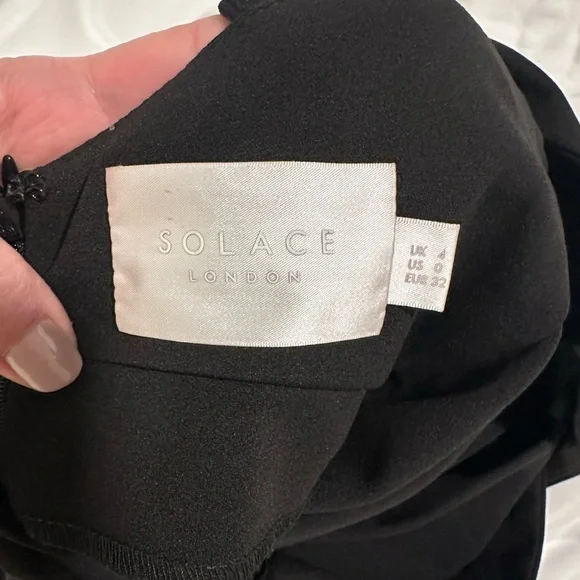 SOLACE
LONDON
UK 4
US 0
EUR 32